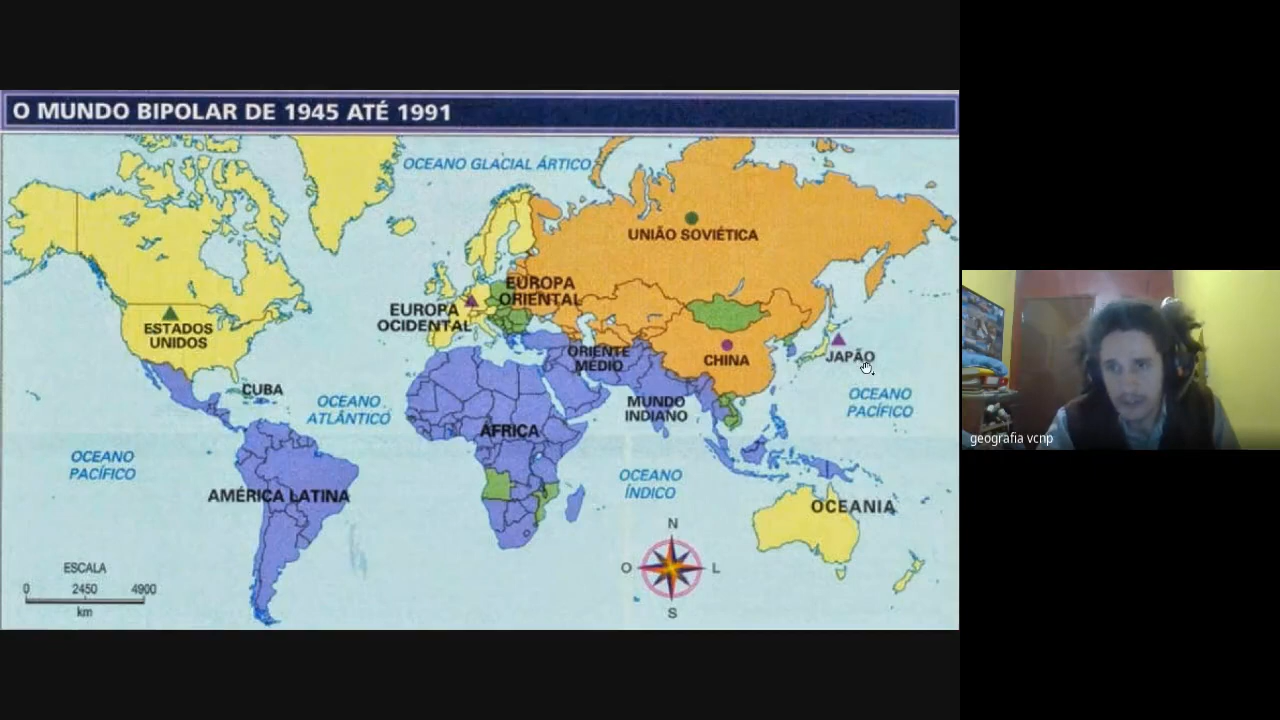 O MUNDO BIPOLAR DE 1945 ATÉ 1991
OCEANO GLACIAL ÁRTICO
UNIÃO SOVIÉTICA
EUROPA
ORIENTAL
EUROPA
OCIDENTAL
ESTADOS
UNIDOS
ORIENTE
MÉDIO
CHINA
JAPÃO
CUBA
OCEANO
ATLÂNTICO
MUNDO
INDIANO
OCEANO
PACÍFICO
ÁFRICA
OCEANO
PACÍFICO
OCEANO
ÍNDICO
AMÉRICA LATINA
OCEANIA
N
O
L
S
ESCALA
0 2450 4900
km
geografia vcnp